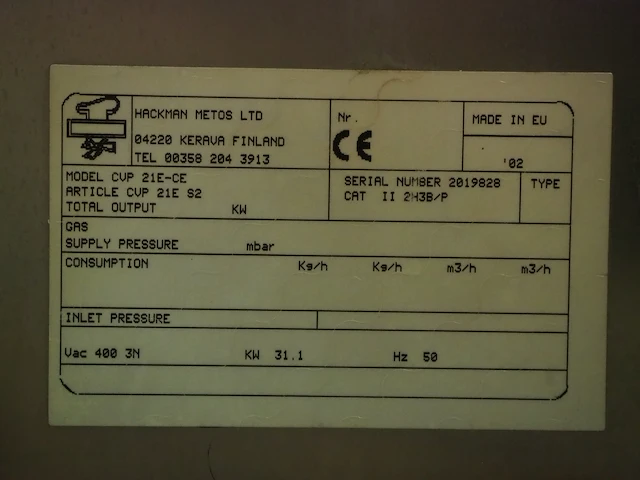 HACKMAN METOS LTD
04220 KERAVA FINLAND
TEL 00358 204 3913
Nr.
CE
MADE IN EU
'02
MODEL CVP 21E-CE
ARTICLE CVP 21E S2
TOTAL OUTPUT KW
SERIAL NUMBER 2019828
CAT II 2H3B/P
TYPE
GAS
SUPPLY PRESSURE mbar
CONSUMPTION Kg/h Kg/h m3/h m3/h
INLET PRESSURE
Vac 400 3N KW 31.1 Hz 50